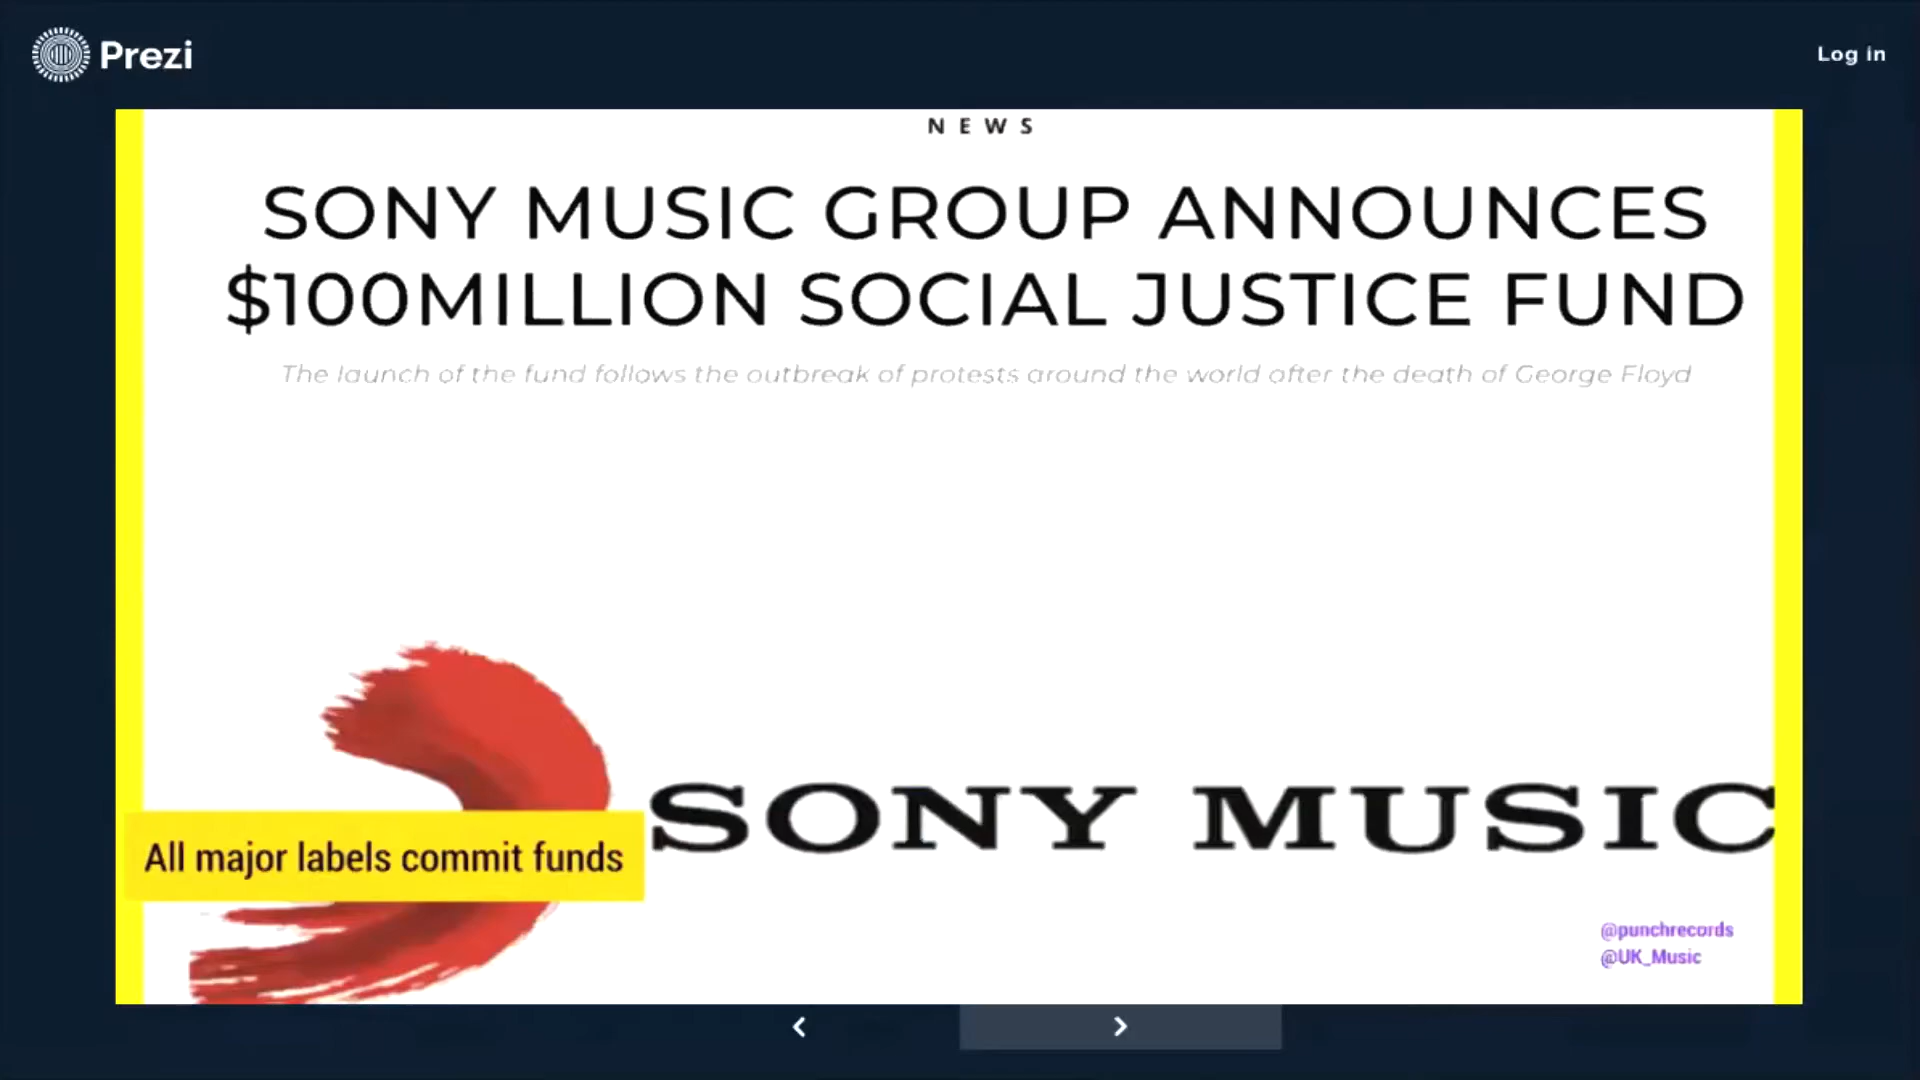 Prezi
Log in
NEWS
SONY MUSIC GROUP ANNOUNCES
$100MILLION SOCIAL JUSTICE FUND
The launch of the fund follows the outbreak of protests around the world after the death of George Floyd
SONY MUSIC
All major labels commit funds
@punchrecords
@UK_Music